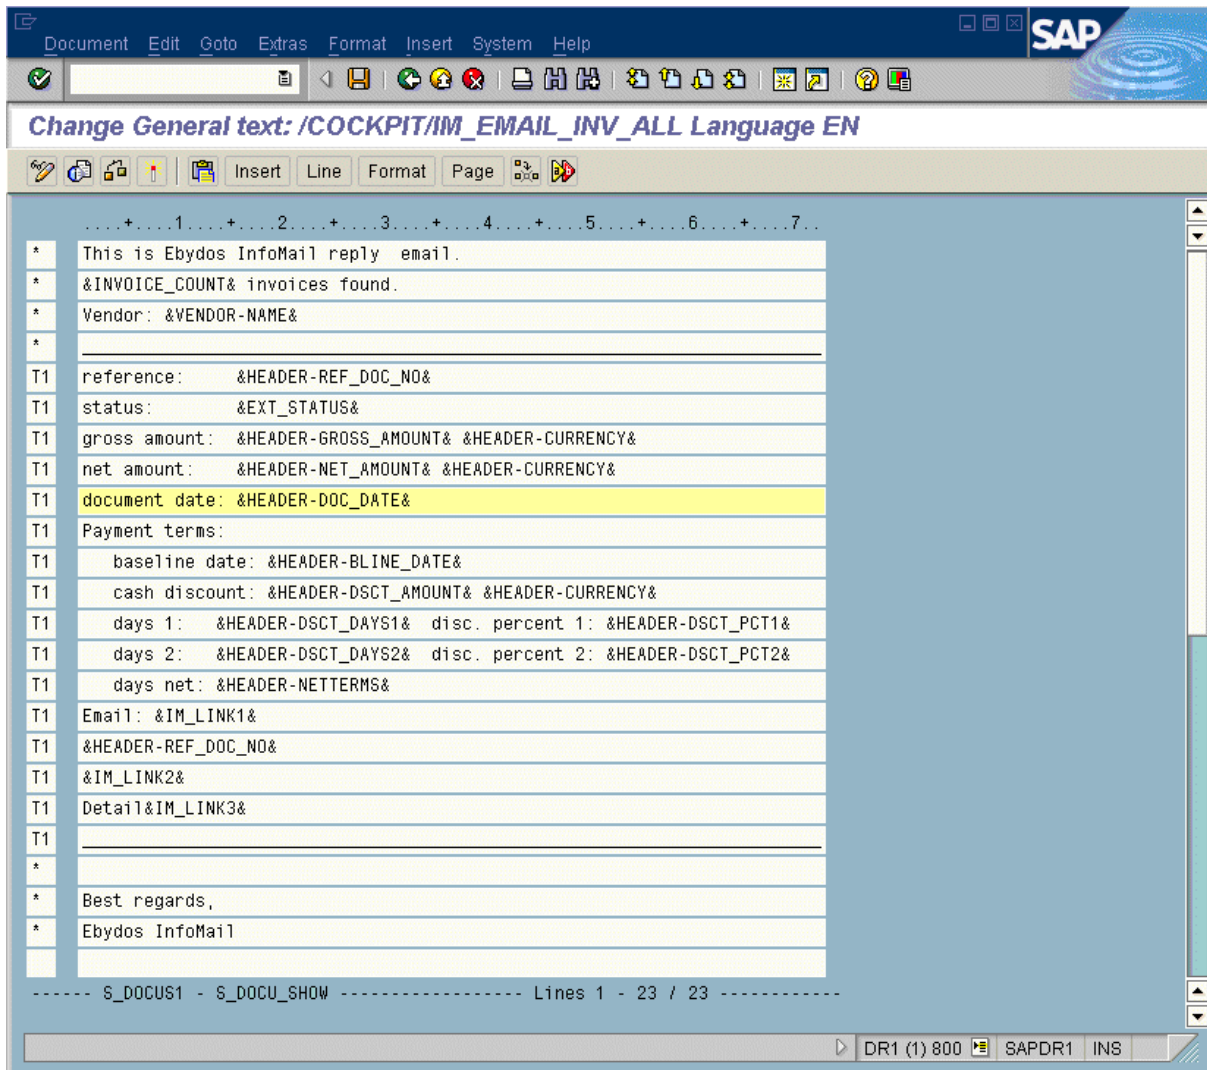 Document Edit Goto Extras Format Insert System Help
SAP
Change General text: /COCKPIT/IM_EMAIL_INV_ALL Language EN
Insert Line Format Page
....+....1....+....2....+....3....+....4....+....5....+....6....+....7..
* This is Ebydos InfoMail reply  email.
* &INVOICE_COUNT& invoices found.
* Vendor: &VENDOR-NAME&
*
T1 reference:     &HEADER-REF_DOC_NO&
T1 status:        &EXT_STATUS&
T1 gross amount:  &HEADER-GROSS_AMOUNT& &HEADER-CURRENCY&
T1 net amount:    &HEADER-NET_AMOUNT& &HEADER-CURRENCY&
T1 document date: &HEADER-DOC_DATE&
T1 Payment terms:
T1    baseline date: &HEADER-BLINE_DATE&
T1    cash discount: &HEADER-DSCT_AMOUNT& &HEADER-CURRENCY&
T1    days 1:   &HEADER-DSCT_DAYS1&  disc. percent 1: &HEADER-DSCT_PCT1&
T1    days 2:   &HEADER-DSCT_DAYS2&  disc. percent 2: &HEADER-DSCT_PCT2&
T1    days net: &HEADER-NETTERMS&
T1 Email: &IM_LINK1&
T1 &HEADER-REF_DOC_NO&
T1 &IM_LINK2&
T1 Detail&IM_LINK3&
T1
*
* Best regards,
* Ebydos InfoMail
------ S_DOCUS1 - S_DOCU_SHOW ------------------ Lines 1 - 23 / 23 ------------
DR1 (1) 800 SAPDR1 INS